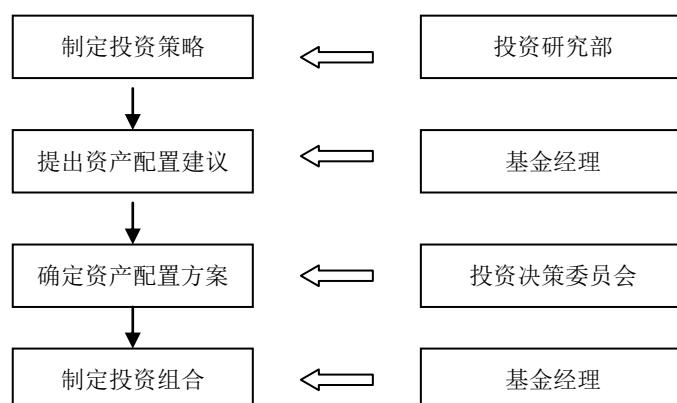 制定投资策略
投资研究部
提出资产配置建议
基金经理
确定资产配置方案
投资决策委员会
制定投资组合
基金经理